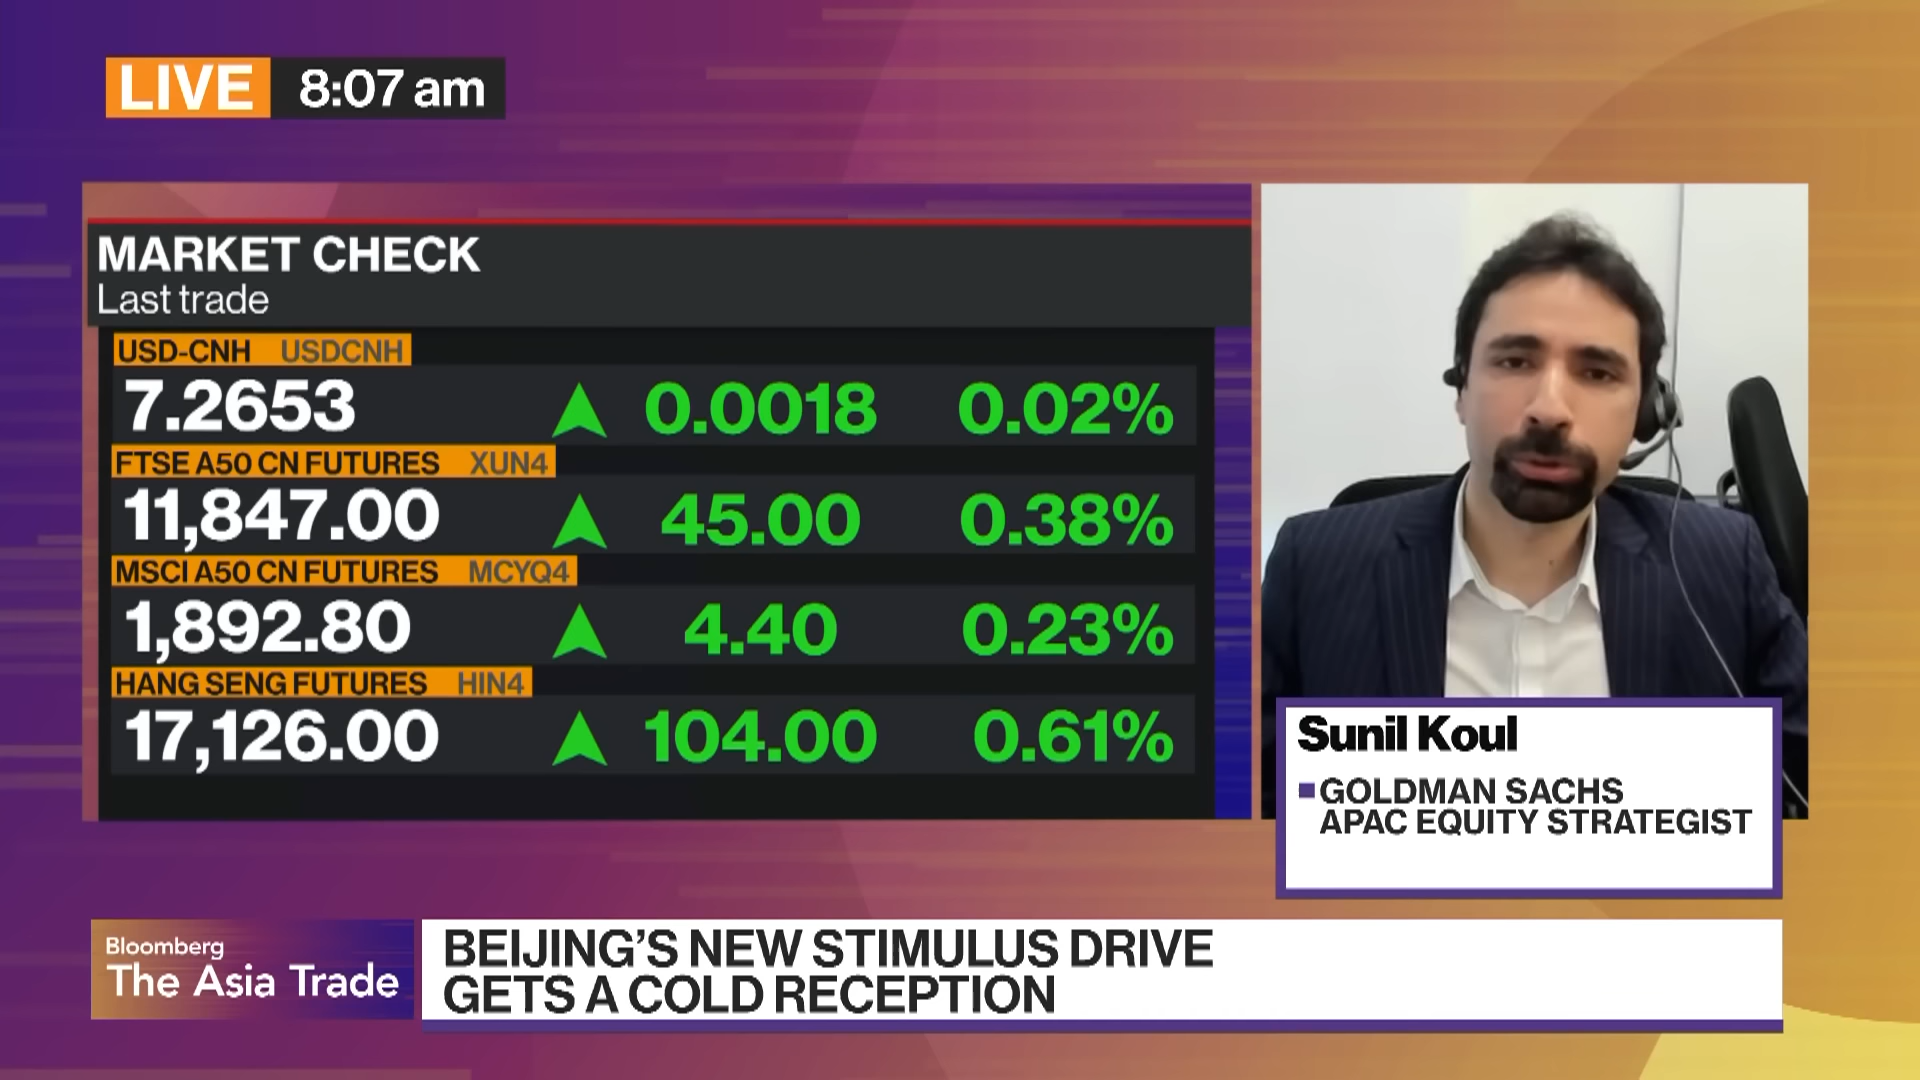 LIVE 8:07 am
MARKET CHECK
Last trade
USD-CNH USDCNH
7.2653 ▲ 0.0018 0.02%
FTSE A50 CN FUTURES XUN4
11,847.00 ▲ 45.00 0.38%
MSCI A50 CN FUTURES MCYQ4
1,892.80 ▲ 4.40 0.23%
HANG SENG FUTURES HIN4
17,126.00 ▲ 104.00 0.61%
Sunil Koul
GOLDMAN SACHS
APAC EQUITY STRATEGIST
Bloomberg
The Asia Trade
BEIJING'S NEW STIMULUS DRIVE
GETS A COLD RECEPTION